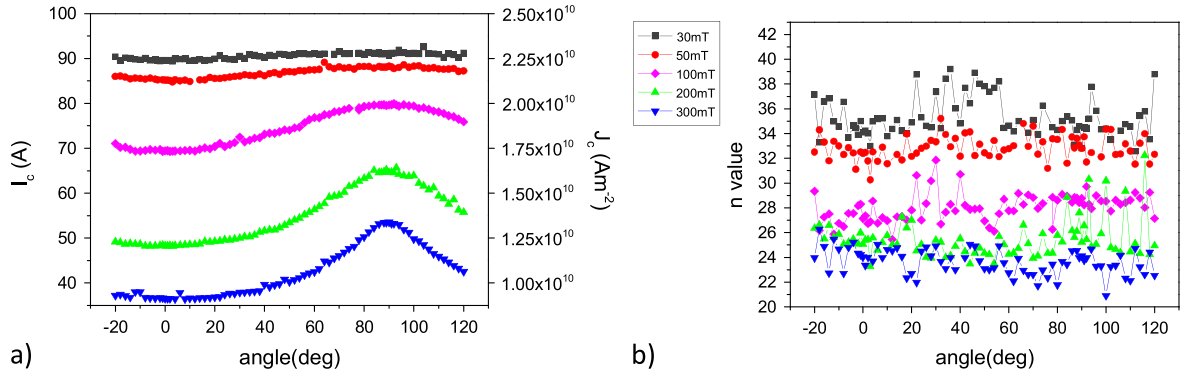 100
90
80
70
60
50
40
I_c (A)
-20 0 20 40 60 80 100 120
angle(deg)
2.50x10^10
2.25x10^10
2.00x10^10
1.75x10^10
1.50x10^10
1.25x10^10
1.00x10^10
J_c (Am^-2)
a)
30mT
50mT
100mT
200mT
300mT
42
40
38
36
34
32
30
28
26
24
22
20
n value
-20 0 20 40 60 80 100 120
angle(deg)
b)